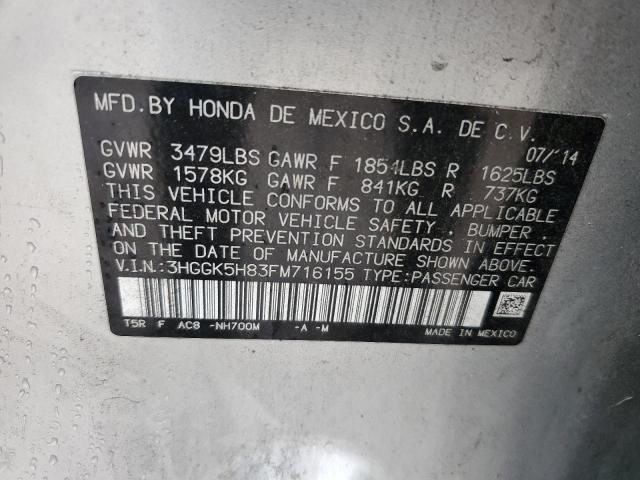 MFD.BY HONDA DE MEXICO S.A. DE C.V.
07/'14
GVWR 3479LBS GAWR F 1854LBS R 1625LBS
GVWR 1578KG GAWR F 841KG R 737KG
THIS VEHICLE CONFORMS TO ALL APPLICABLE
FEDERAL MOTOR VEHICLE SAFETY, BUMPER,
AND THEFT PREVENTION STANDARDS IN EFFECT
ON THE DATE OF MANUFACTURE SHOWN ABOVE.
V.I.N.:3HGGK5H83FM716155 TYPE:PASSENGER CAR
T5R F AC8 -NH700M -A -M MADE IN MEXICO